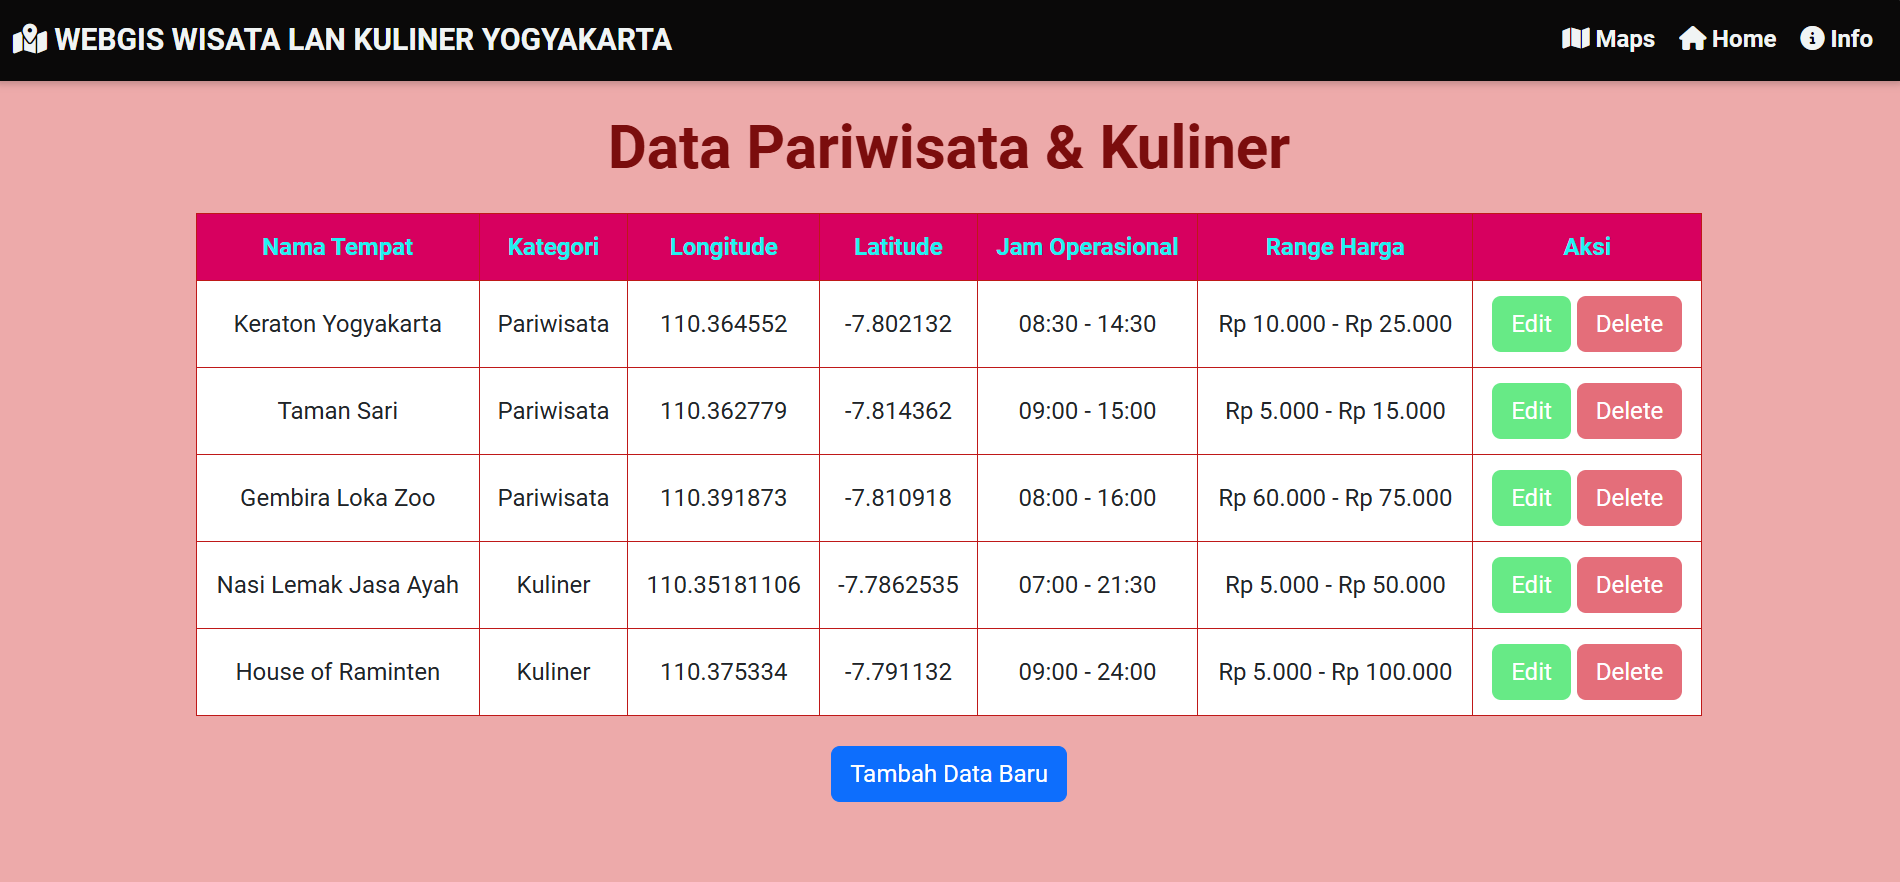 WEBGIS WISATA LAN KULINER YOGYAKARTA Maps Home Info
Data Pariwisata & Kuliner
Nama Tempat Kategori Longitude Latitude Jam Operasional Range Harga Aksi
Keraton Yogyakarta Pariwisata 110.364552 -7.802132 08:30 - 14:30 Rp 10.000 - Rp 25.000 Edit Delete
Taman Sari Pariwisata 110.362779 -7.814362 09:00 - 15:00 Rp 5.000 - Rp 15.000 Edit Delete
Gembira Loka Zoo Pariwisata 110.391873 -7.810918 08:00 - 16:00 Rp 60.000 - Rp 75.000 Edit Delete
Nasi Lemak Jasa Ayah Kuliner 110.35181106 -7.7862535 07:00 - 21:30 Rp 5.000 - Rp 50.000 Edit Delete
House of Raminten Kuliner 110.375334 -7.791132 09:00 - 24:00 Rp 5.000 - Rp 100.000 Edit Delete
Tambah Data Baru